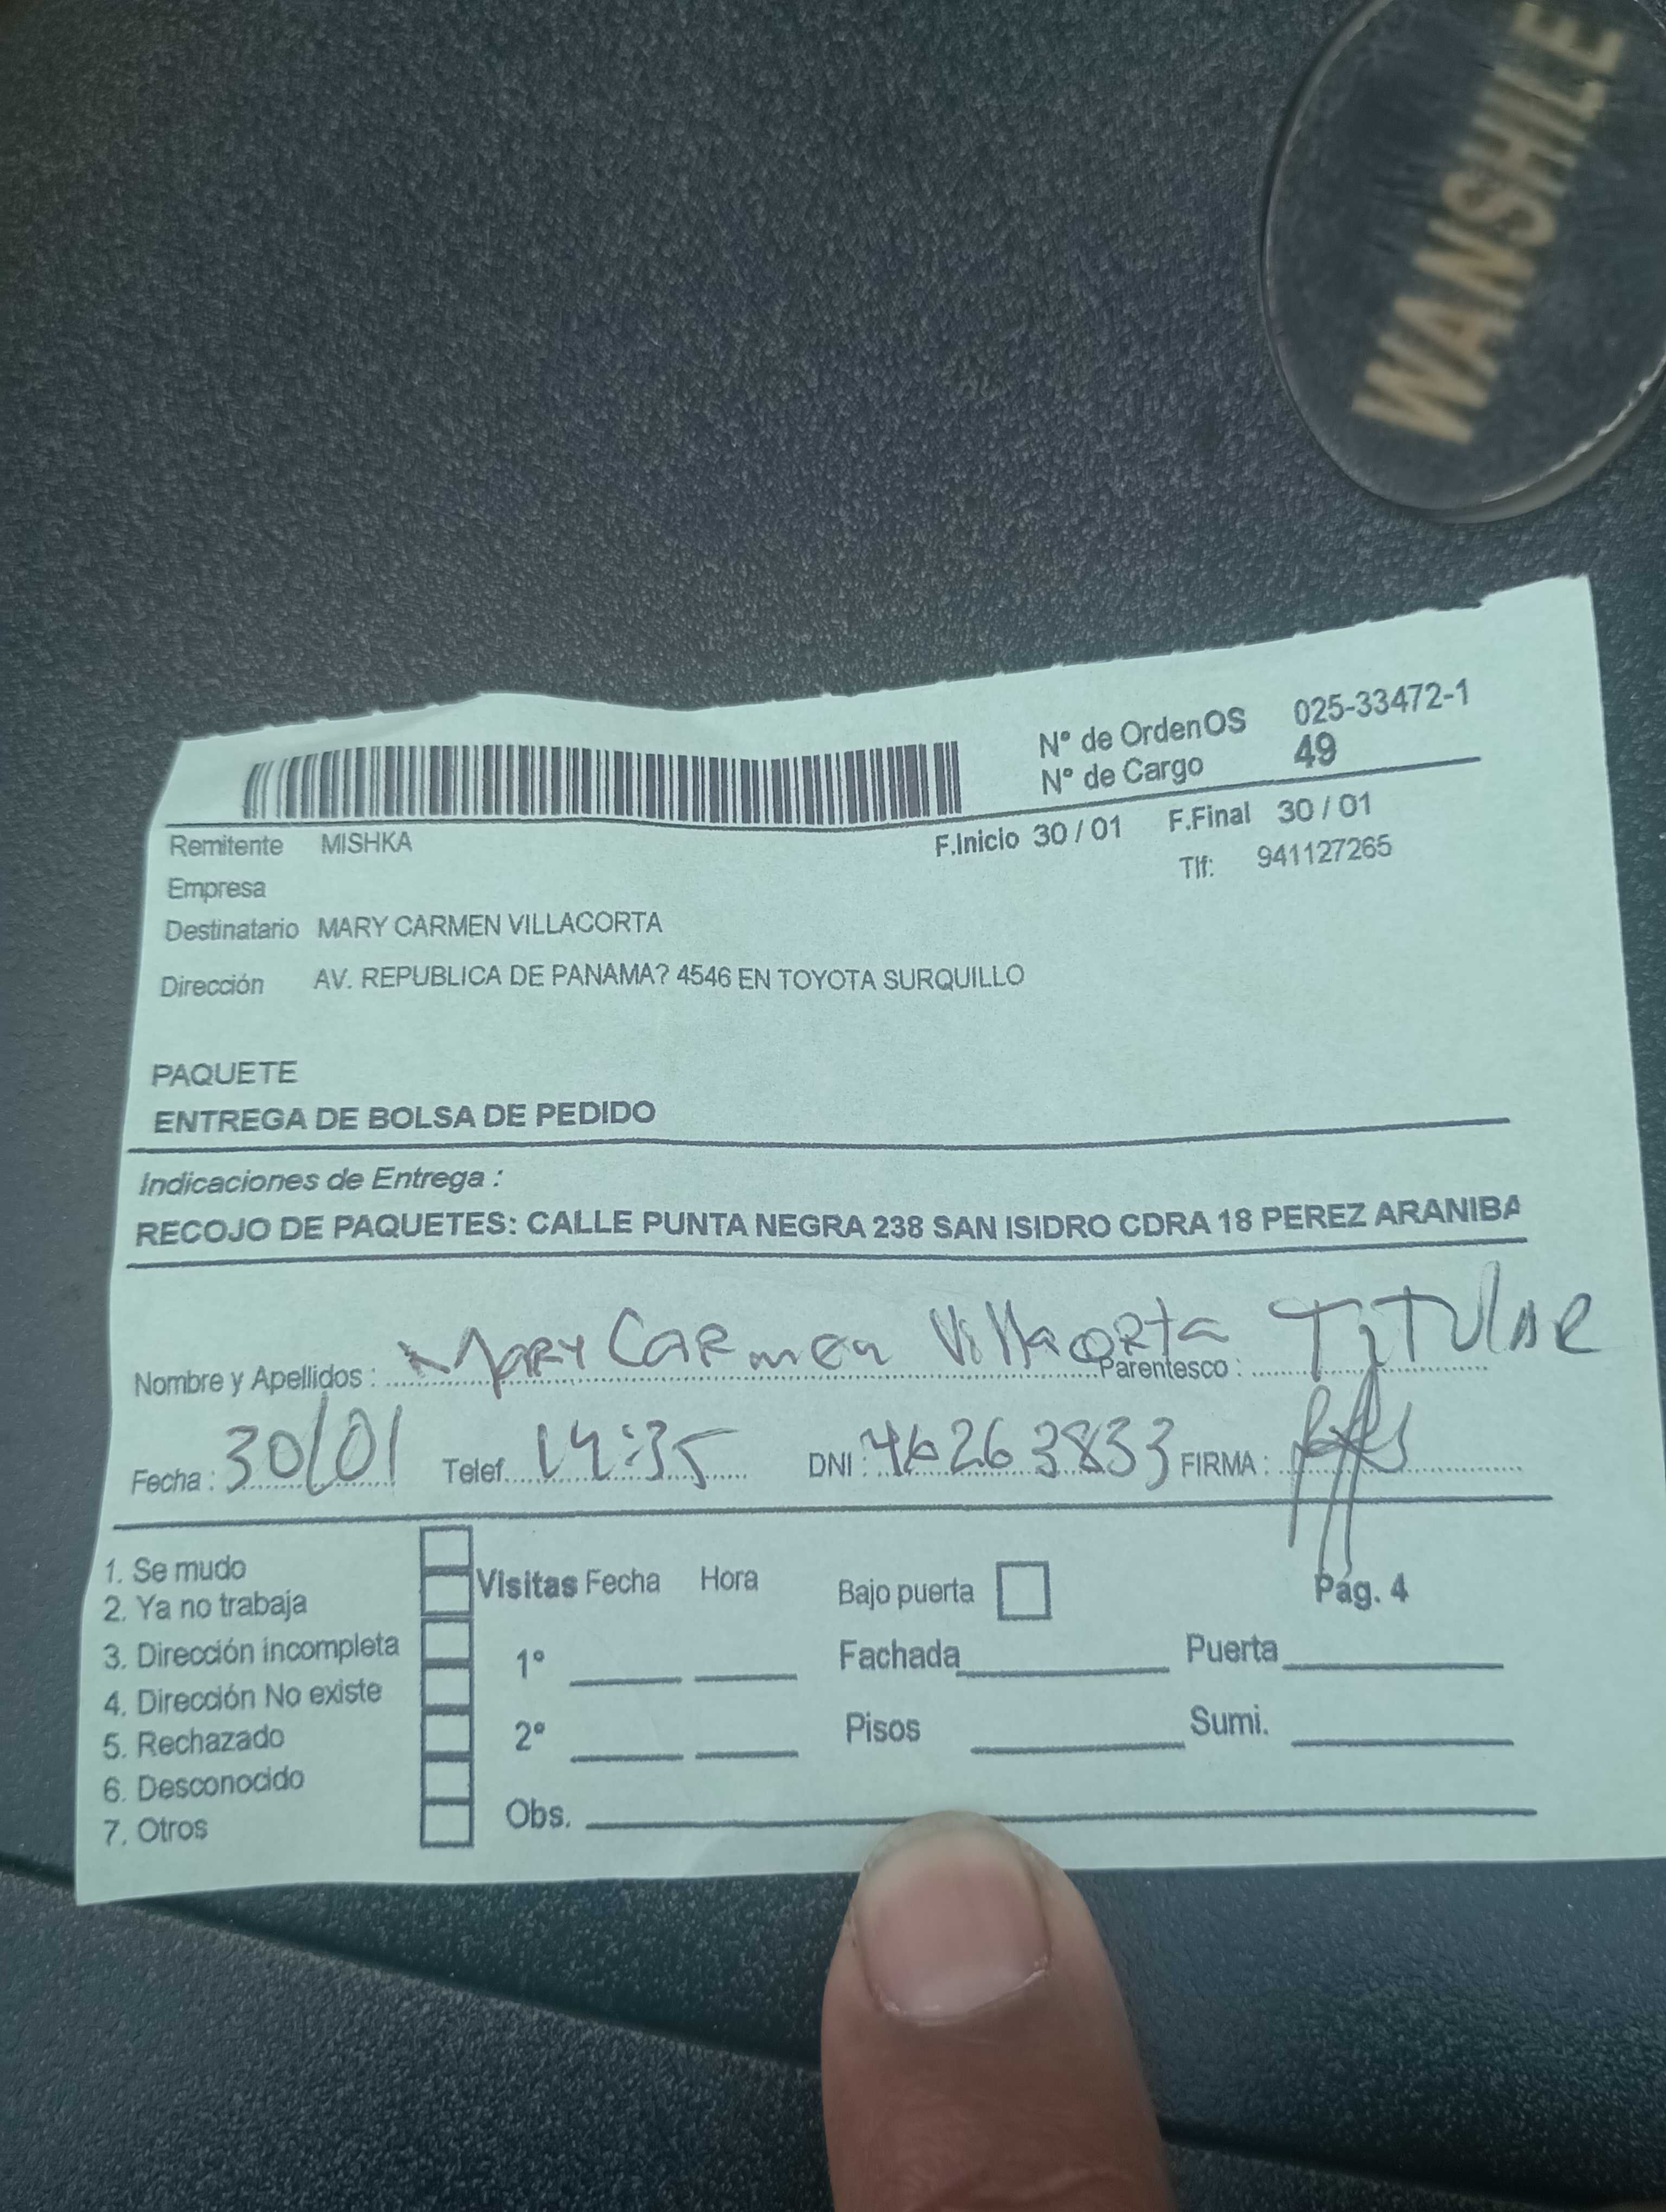 WANSHILE
N° de Orden OS 025-33472-1
N° de Cargo 49
Remitente MISHKA F.Inicio 30 / 01 F.Final 30 / 01
Empresa Tlf: 941127265
Destinatario MARY CARMEN VILLACORTA
Dirección AV. REPUBLICA DE PANAMA? 4546 EN TOYOTA SURQUILLO
PAQUETE
ENTREGA DE BOLSA DE PEDIDO
Indicaciones de Entrega :
RECOJO DE PAQUETES: CALLE PUNTA NEGRA 238 SAN ISIDRO CDRA 18 PEREZ ARANIBA
Nombre y Apellidos : Mary Carmen Villacorta Parentesco : Titular
Fecha : 30/01 Telef. 14:35 DNI : 46263833 FIRMA :
1. Se mudo
2. Ya no trabaja
3. Dirección incompleta
4. Dirección No existe
5. Rechazado
6. Desconocido
7. Otros
Visitas Fecha Hora Bajo puerta Pág. 4
1° Fachada Puerta
2° Pisos Sumi.
Obs.